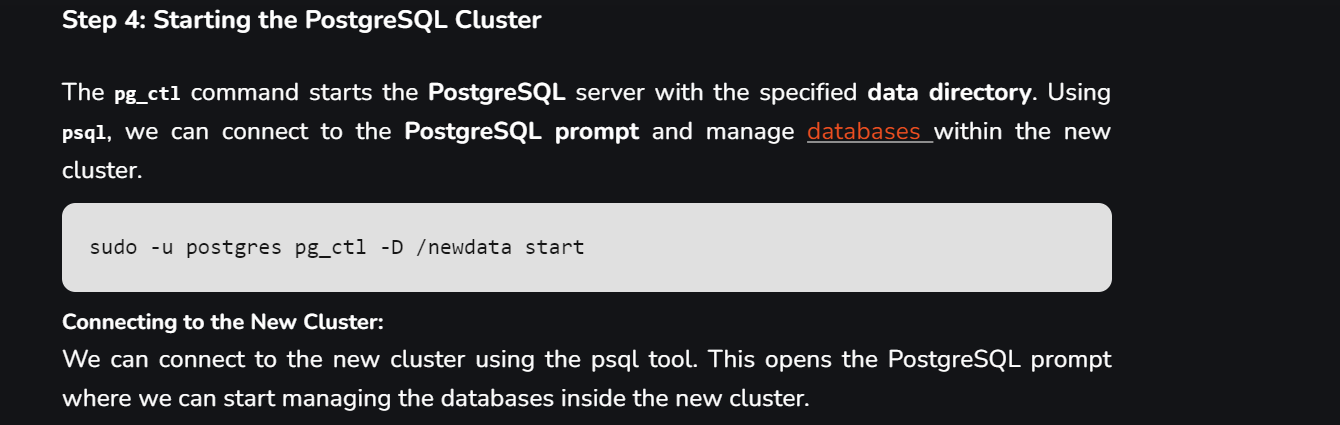 Step 4: Starting the PostgreSQL Cluster
The pg_ctl command starts the PostgreSQL server with the specified data directory. Using
psql, we can connect to the PostgreSQL prompt and manage databases within the new
cluster.
sudo -u postgres pg_ctl -D /newdata start
Connecting to the New Cluster:
We can connect to the new cluster using the psql tool. This opens the PostgreSQL prompt
where we can start managing the databases inside the new cluster.